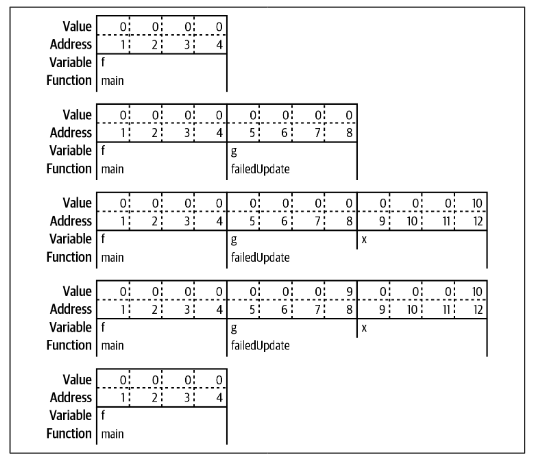 Value 0 0 0 0
Address 1 2 3 4
Variable f
Function main
Value 0 0 0 0 0 0 0 0
Address 1 2 3 4 5 6 7 8
Variable f g
Function main failedUpdate
Value 0 0 0 0 0 0 0 0 0 0 0 10
Address 1 2 3 4 5 6 7 8 9 10 11 12
Variable f g x
Function main failedUpdate
Value 0 0 0 0 0 0 0 9 0 0 0 10
Address 1 2 3 4 5 6 7 8 9 10 11 12
Variable f g x
Function main failedUpdate
Value 0 0 0 0
Address 1 2 3 4
Variable f
Function main